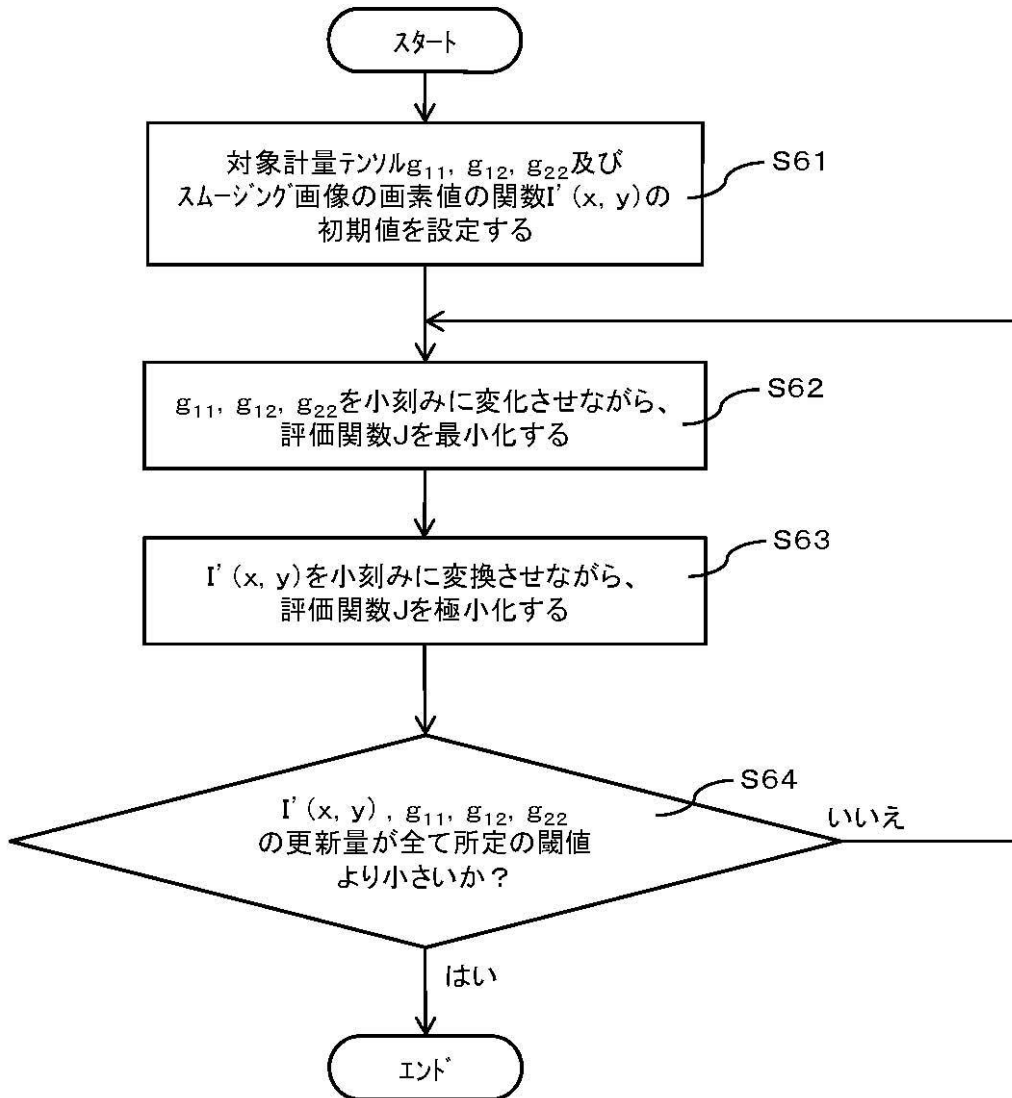 スタート
対象計量ﾃﾝｿﾙg₁₁, g₁₂, g₂₂及び
ｽﾑｰｼﾞﾝｸﾞ画像の画素値の関数I'(x, y)の
初期値を設定する
S61
g₁₁, g₁₂, g₂₂を小刻みに変化させながら、
評価関数Jを最小化する
S62
I'(x, y)を小刻みに変換させながら、
評価関数Jを極小化する
S63
I'(x, y), g₁₁, g₁₂, g₂₂
の更新量が全て所定の閾値
より小さいか？
S64
いいえ
はい
エンド